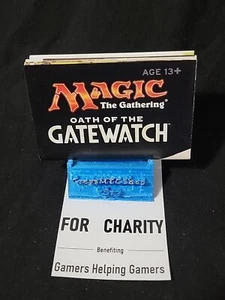 AGE 13+
MAGIC
The Gathering
OATH OF THE
GATEWATCH
FOR CHARITY
Benefiting
Gamers Helping Gamers